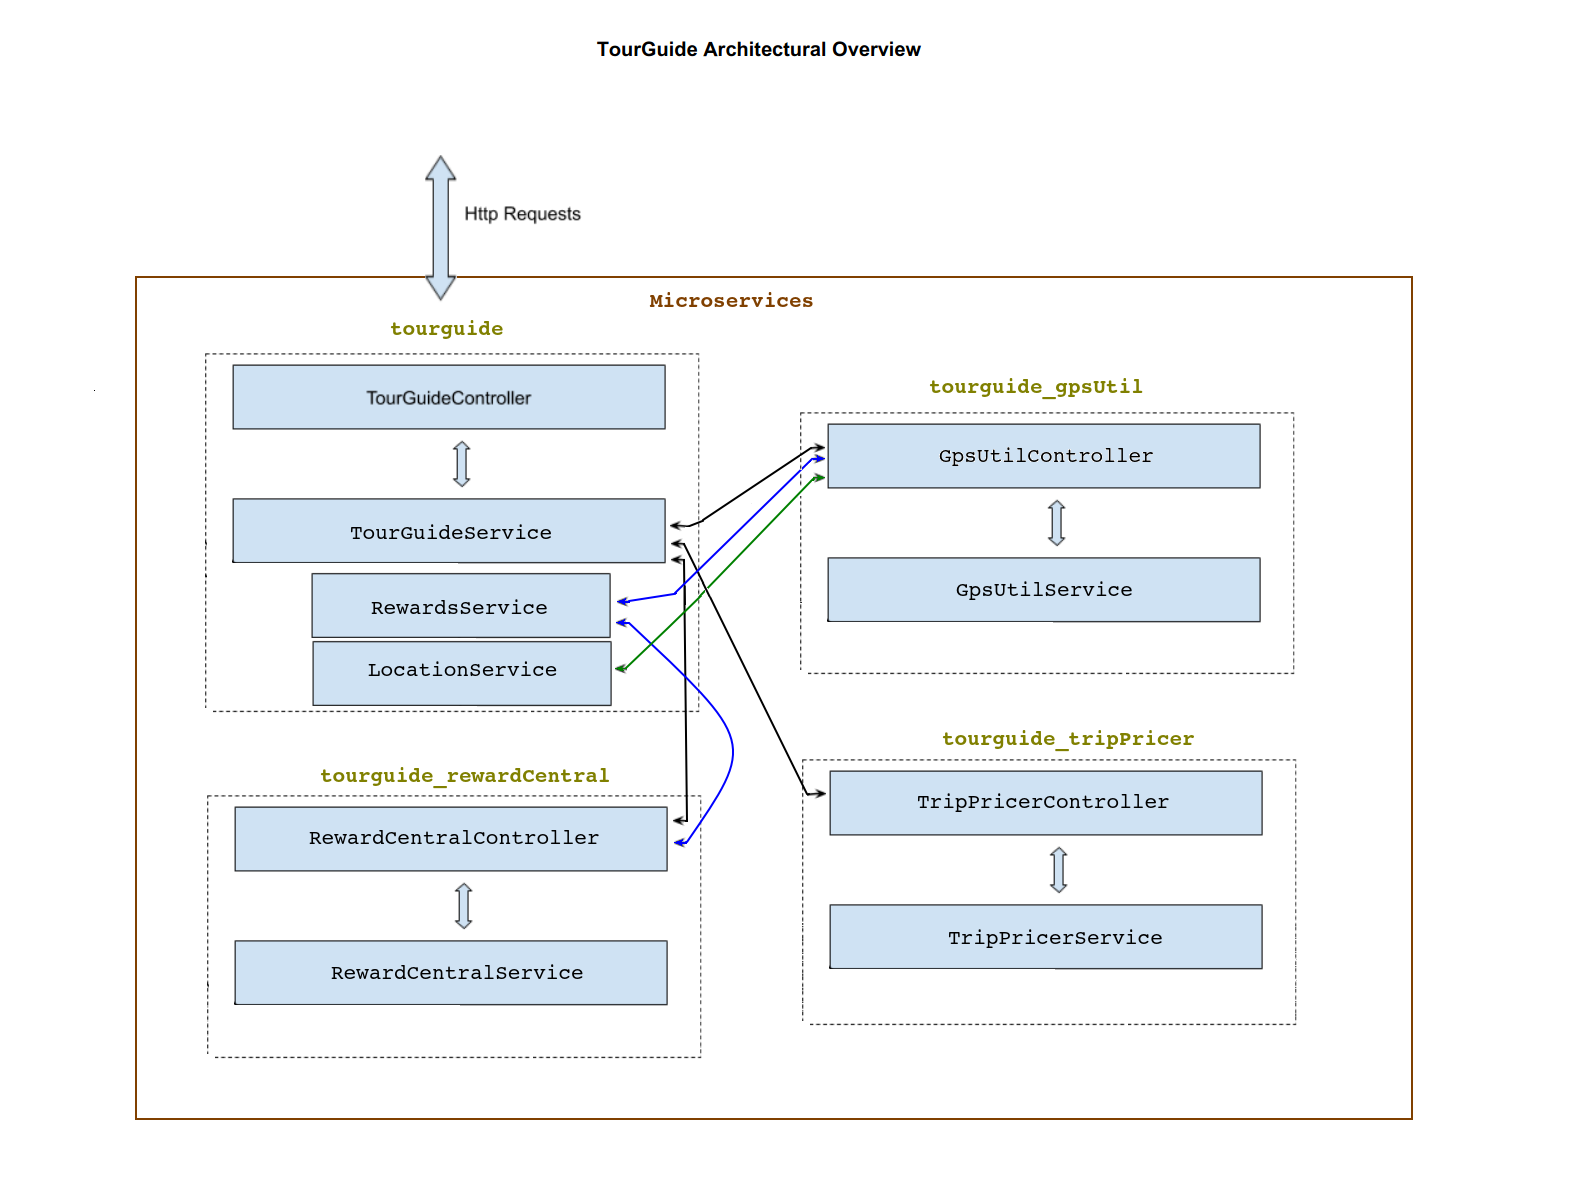 TourGuide Architectural Overview
Http Requests
Microservices
tourguide
TourGuideController
TourGuideService
RewardsService
LocationService
tourguide_gpsUtil
GpsUtilController
GpsUtilService
tourguide_rewardCentral
RewardCentralController
RewardCentralService
tourguide_tripPricer
TripPricerController
TripPricerService